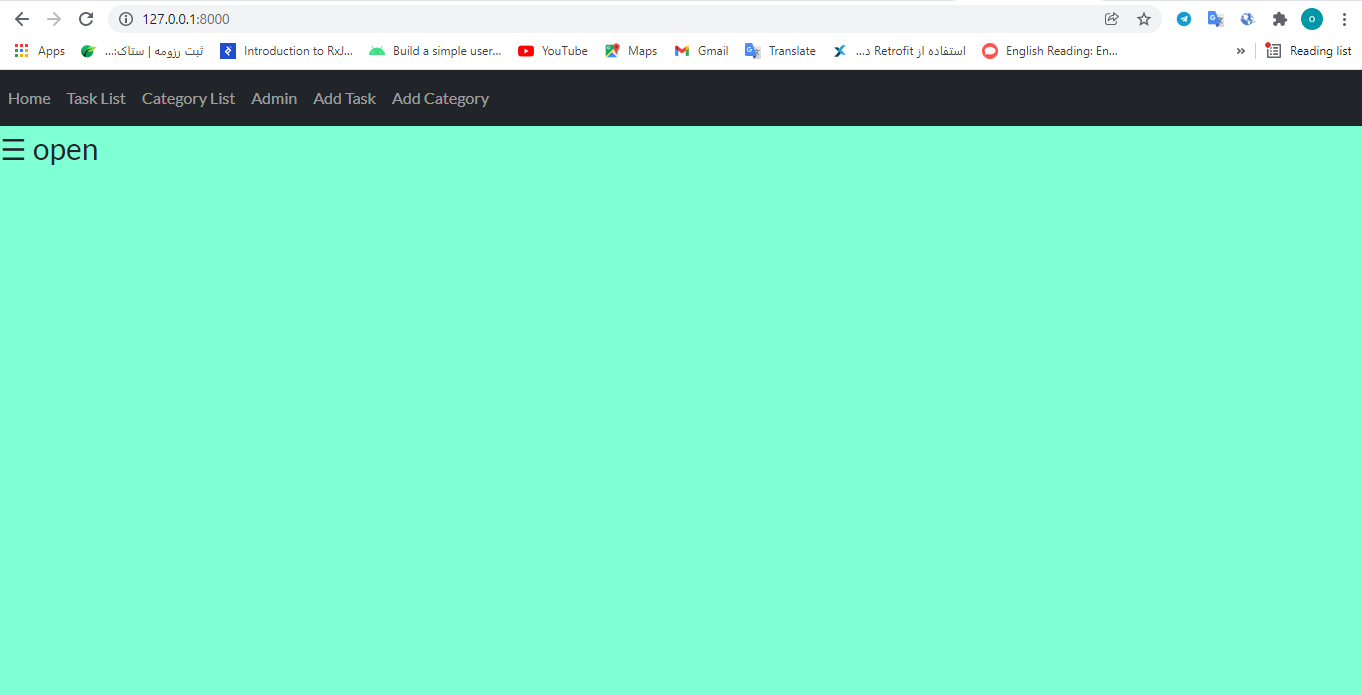 127.0.0.1:8000
Apps ثبت رزومه | ستاک:... Introduction to RxJ... Build a simple user... YouTube Maps Gmail Translate استفاده از Retrofit د... English Reading: En... » Reading list
Home Task List Category List Admin Add Task Add Category
☰ open